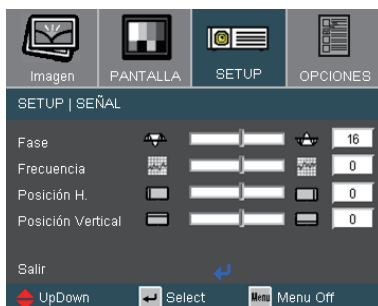 Imagen PANTALLA SETUP OPCIONES
SETUP | SEÑAL
Fase 16
Frecuencia 0
Posición H. 0
Posición Vertical 0
Salir
UpDown Select Menu Menu Off